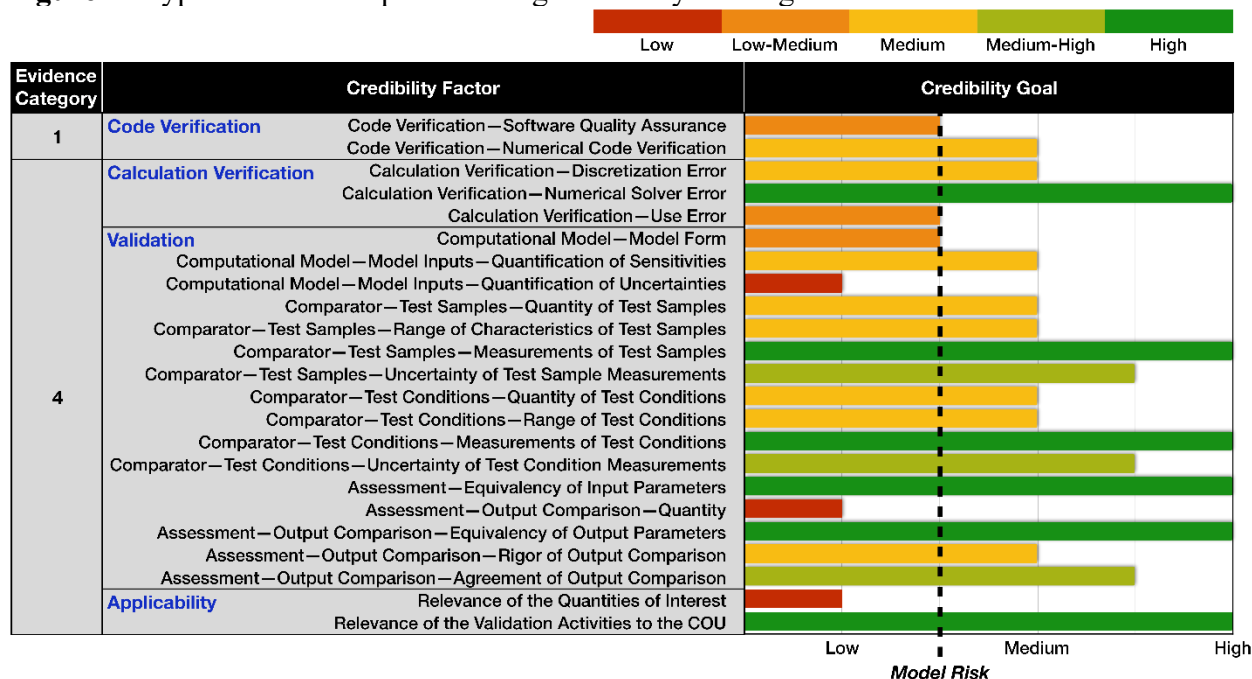 Low Low-Medium Medium Medium-High High
Evidence Category Credibility Factor Credibility Goal
1 Code Verification Code Verification—Software Quality Assurance
Code Verification—Numerical Code Verification
Calculation Verification Calculation Verification—Discretization Error
Calculation Verification—Numerical Solver Error
Calculation Verification—Use Error
Validation Computational Model—Model Form
Computational Model—Model Inputs—Quantification of Sensitivities
Computational Model—Model Inputs—Quantification of Uncertainties
Comparator—Test Samples—Quantity of Test Samples
Comparator—Test Samples—Range of Characteristics of Test Samples
Comparator—Test Samples—Measurements of Test Samples
Comparator—Test Samples—Uncertainty of Test Sample Measurements
4 Comparator—Test Conditions—Quantity of Test Conditions
Comparator—Test Conditions—Range of Test Conditions
Comparator—Test Conditions—Measurements of Test Conditions
Comparator—Test Conditions—Uncertainty of Test Condition Measurements
Assessment—Equivalency of Input Parameters
Assessment—Output Comparison—Quantity
Assessment—Output Comparison—Equivalency of Output Parameters
Assessment—Output Comparison—Rigor of Output Comparison
Assessment—Output Comparison—Agreement of Output Comparison
Applicability Relevance of the Quantities of Interest
Relevance of the Validation Activities to the COU
Low Medium High
Model Risk